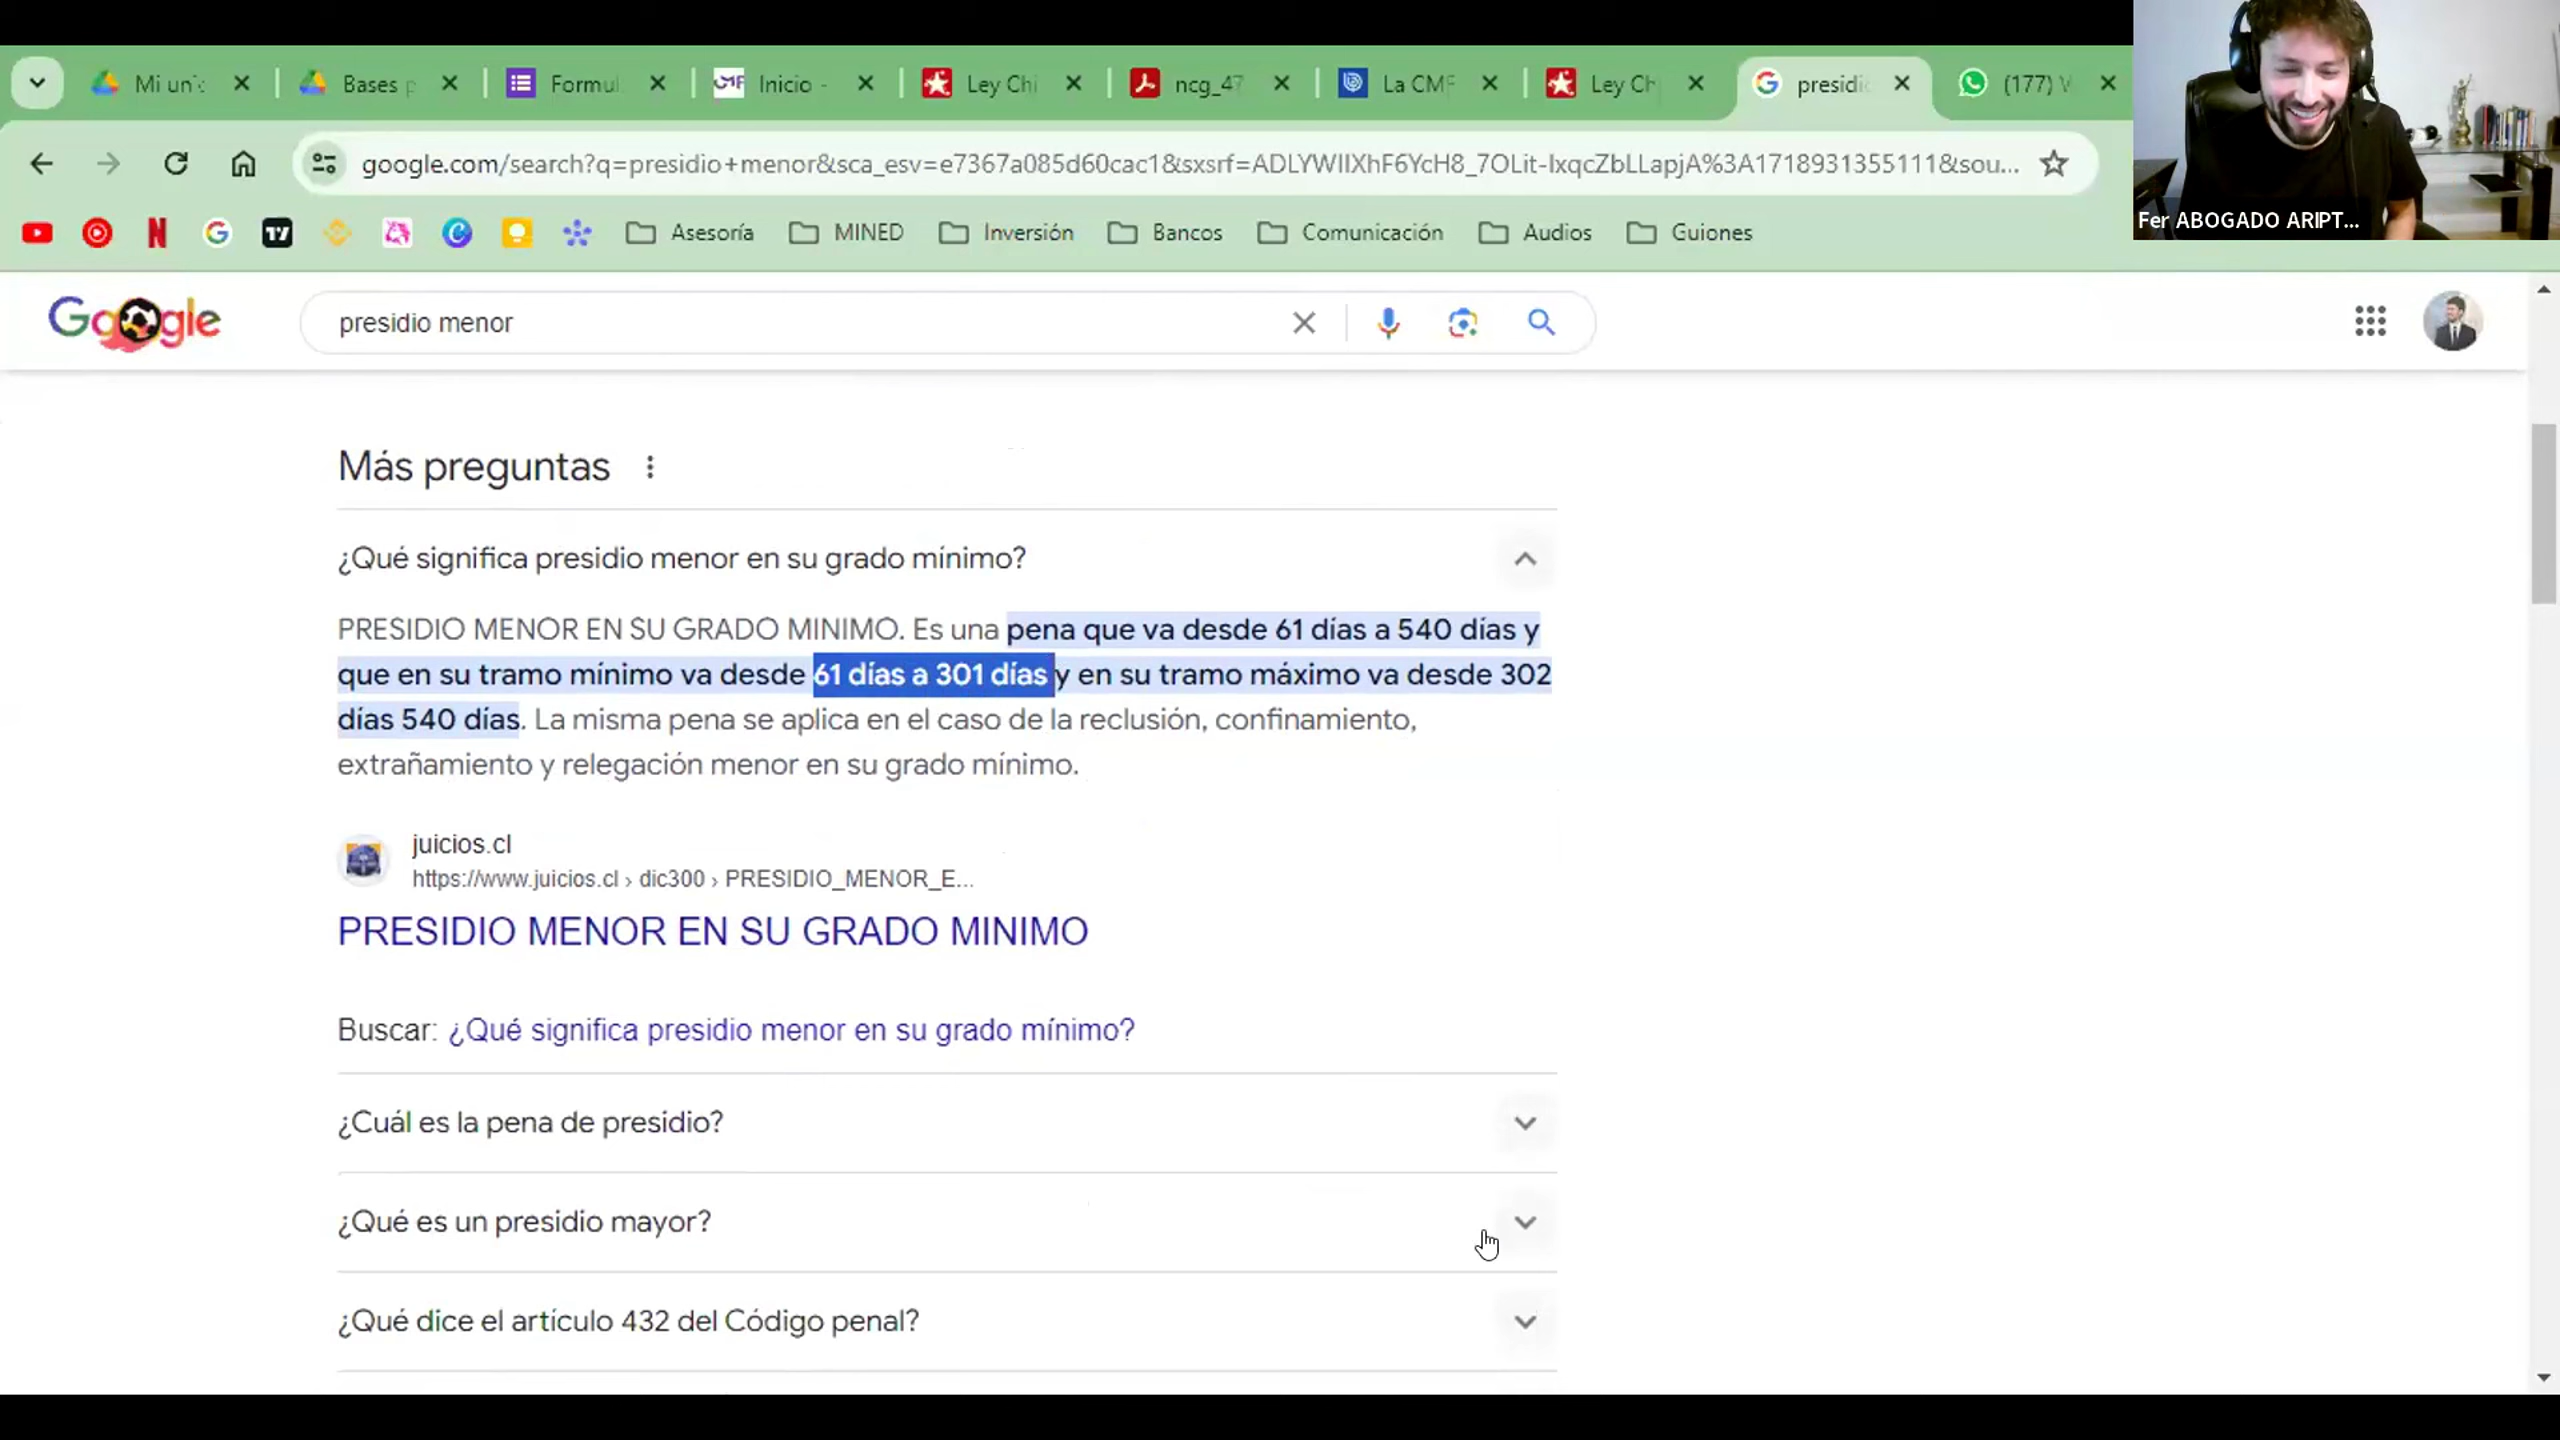 Mi uni
Bases p
Formul
CMF
Inicio -
Ley Chi
ncg_47
La CMF
Ley Ch
presidi
(177) W
google.com/search?q=presidio+menor&sca_esv=e7367a085d60cac1&sxsrf=ADLYWIIXhF6YcH8_7OLit-IxqcZbLLapjA%3A1718931355111&sou...
Asesoría
MINED
Inversión
Bancos
Comunicación
Audios
Guiones
Fer ABOGADO ARIPT...
Google
presidio menor
Más preguntas
¿Qué significa presidio menor en su grado mínimo?
PRESIDIO MENOR EN SU GRADO MINIMO. Es una pena que va desde 61 días a 540 días y
que en su tramo mínimo va desde 61 días a 301 días y en su tramo máximo va desde 302
días 540 días. La misma pena se aplica en el caso de la reclusión, confinamiento,
extrañamiento y relegación menor en su grado mínimo.
juicios.cl
https://www.juicios.cl › dic300 › PRESIDIO_MENOR_E...
PRESIDIO MENOR EN SU GRADO MINIMO
Buscar: ¿Qué significa presidio menor en su grado mínimo?
¿Cuál es la pena de presidio?
¿Qué es un presidio mayor?
¿Qué dice el artículo 432 del Código penal?